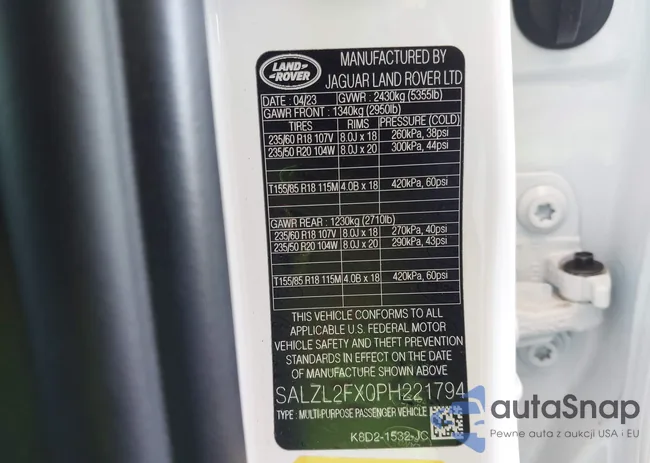 LAND
ROVER
MANUFACTURED BY
JAGUAR LAND ROVER LTD
DATE : 04/23 GVWR : 2430kg (5355lb)
GAWR FRONT : 1340kg (2950lb)
TIRES RIMS PRESSURE (COLD)
235/60 R18 107V 8.0J x 18 260kPa, 38psi
235/50 R20 104W 8.0J x 20 300kPa, 44psi
T155/85 R18 115M 4.0B x 18 420kPa, 60psi
GAWR REAR : 1230kg (2710lb)
235/60 R18 107V 8.0J x 18 270kPa, 40psi
235/50 R20 104W 8.0J x 20 290kPa, 43psi
T155/85 R18 115M 4.0B x 18 420kPa, 60psi
THIS VEHICLE CONFORMS TO ALL
APPLICABLE U.S. FEDERAL MOTOR
VEHICLE SAFETY AND THEFT PREVENTION
STANDARDS IN EFFECT ON THE DATE
OF MANUFACTURE SHOWN ABOVE
SALZL2FX0PH221794
TYPE : MULTI-PURPOSE PASSENGER VEHICLE
K8D2-1532-JC
autaSnap
Pewne auta z aukcji USA i EU